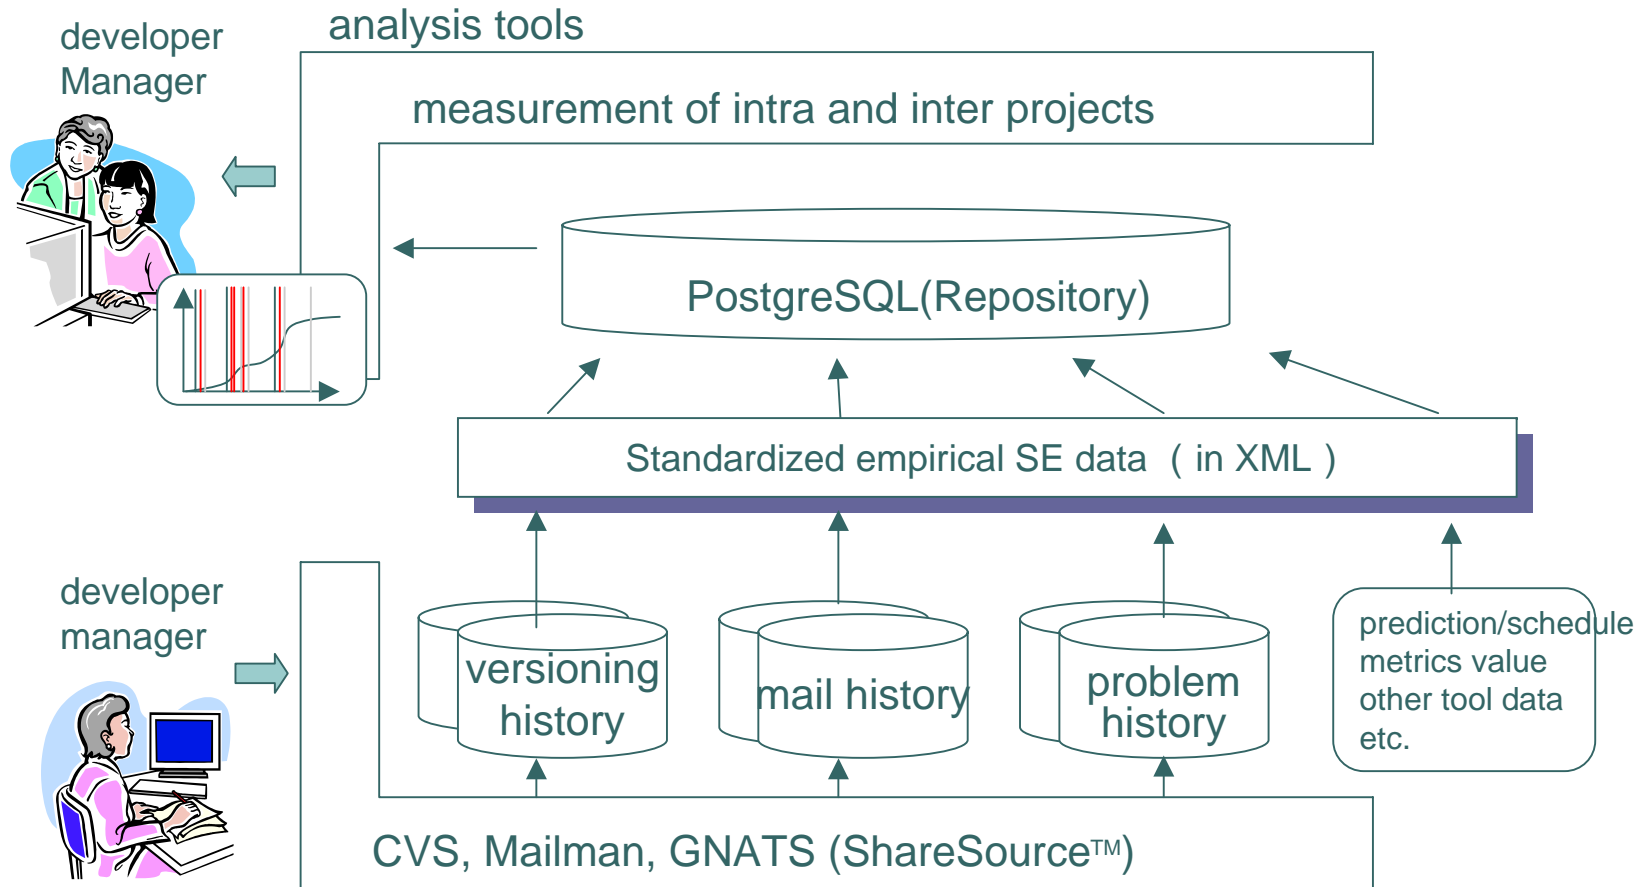 analysis tools
developer
Manager
measurement of intra and inter projects
PostgreSQL(Repository)
Standardized empirical SE data ( in XML )
developer
manager
versioning
history
mail history
problem
history
prediction/schedule
metrics value
other tool data
etc.
CVS, Mailman, GNATS (ShareSource™)